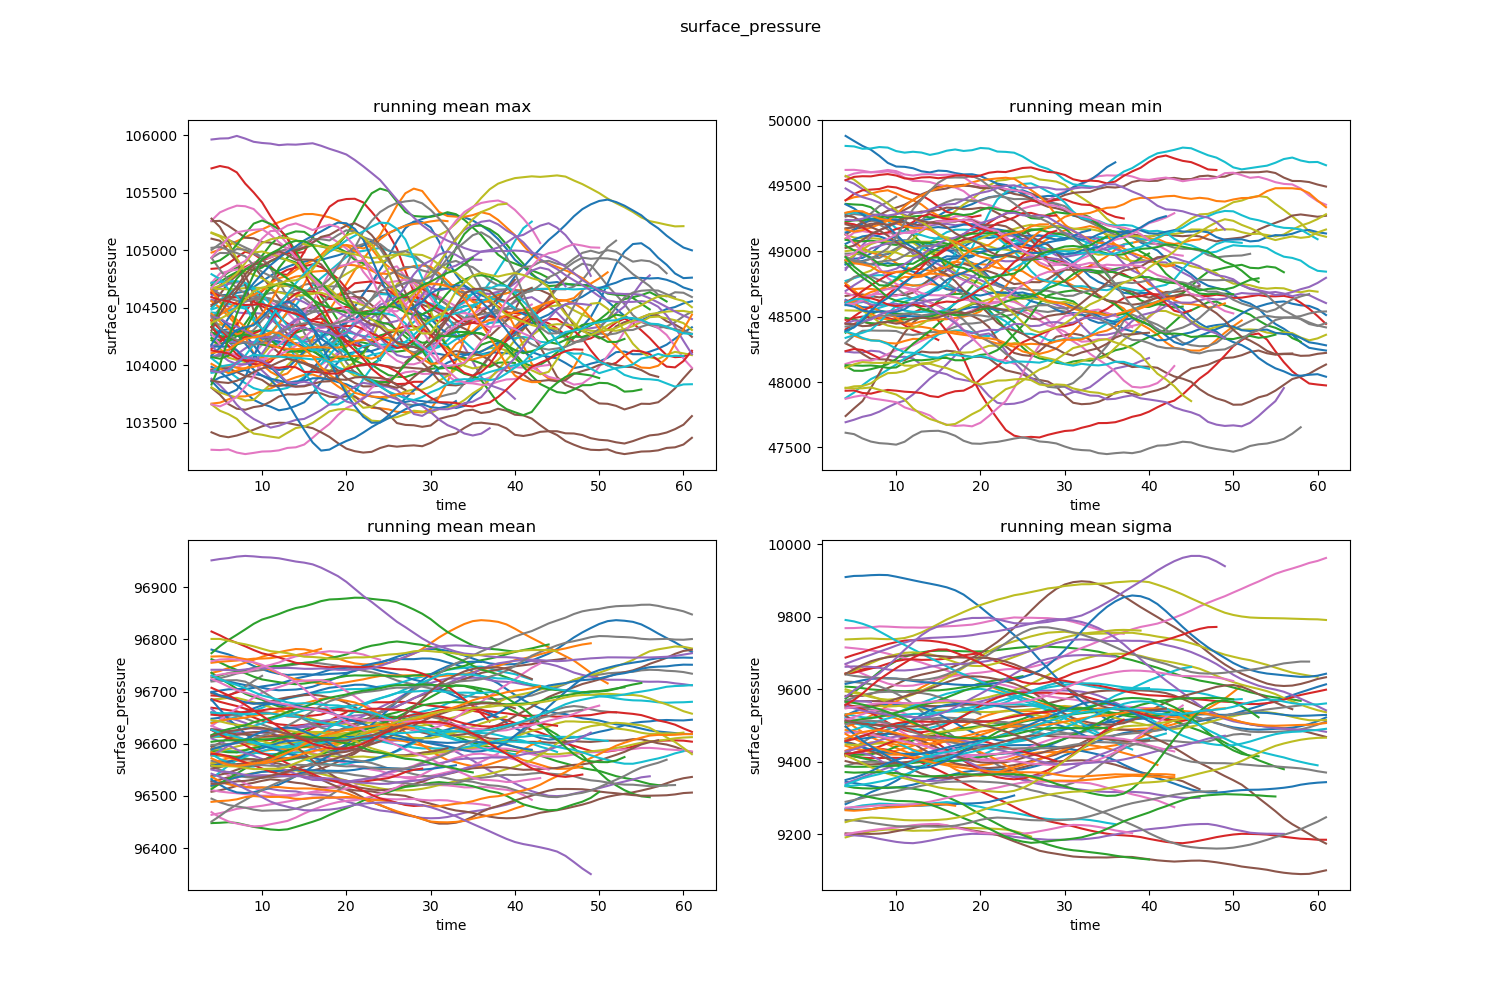 surface_pressure
running mean max
surface_pressure
106000
105500
105000
104500
104000
103500
10 20 30 40 50 60
time
running mean min
surface_pressure
50000
49500
49000
48500
48000
47500
10 20 30 40 50 60
time
running mean mean
surface_pressure
96900
96800
96700
96600
96500
96400
10 20 30 40 50 60
time
running mean sigma
surface_pressure
10000
9800
9600
9400
9200
10 20 30 40 50 60
time